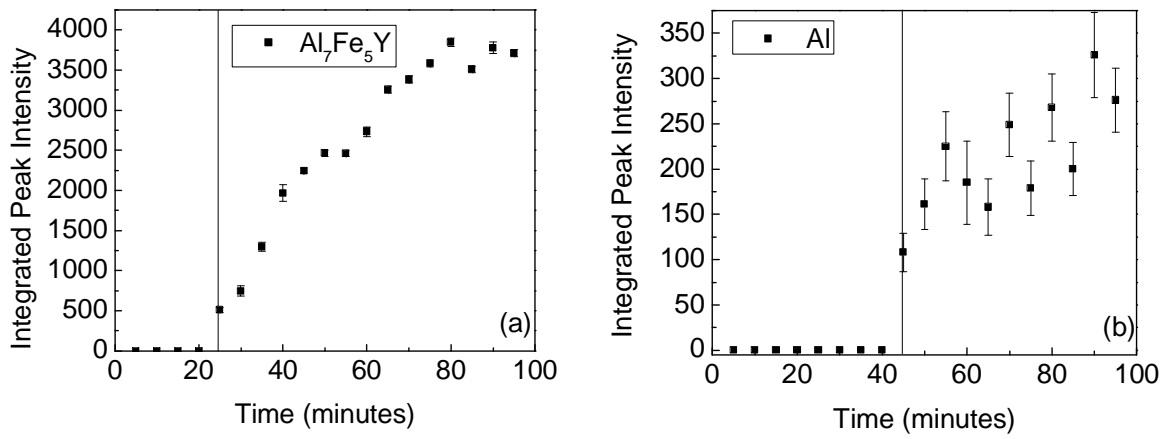 Integrated Peak Intensity
4000
3500
3000
2500
2000
1500
1000
500
0
Al₇Fe₅Y
(a)
0 20 40 60 80 100
Time (minutes)
Integrated Peak Intensity
350
300
250
200
150
100
50
0
Al
(b)
0 20 40 60 80 100
Time (minutes)